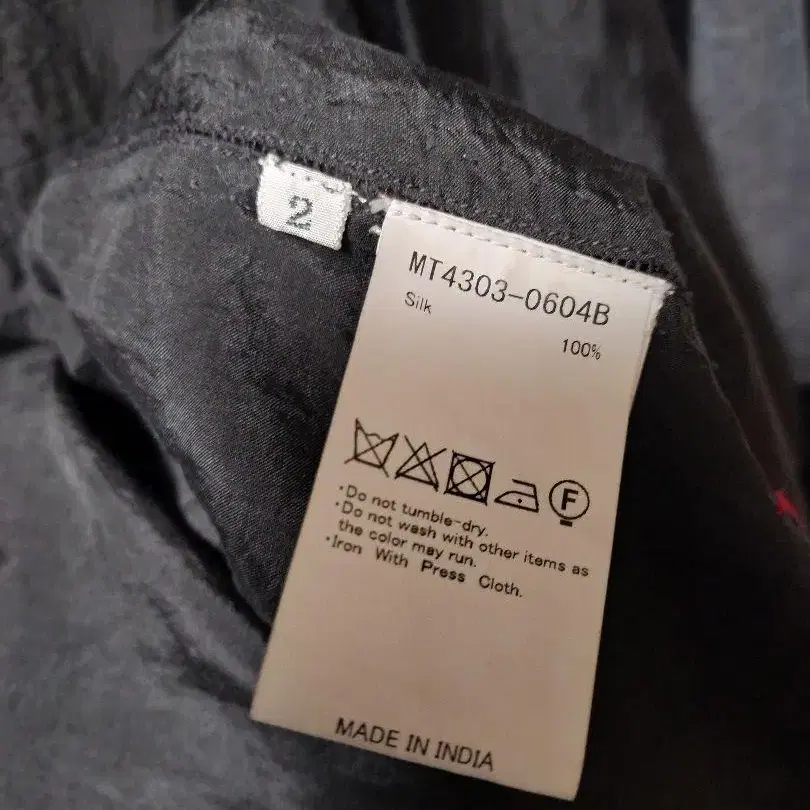 2
MT4303-0604B
Silk
100%
F
·Do not tumble-dry.
·Do not wash with other items as
the color may run.
·Iron With Press Cloth.
MADE IN INDIA